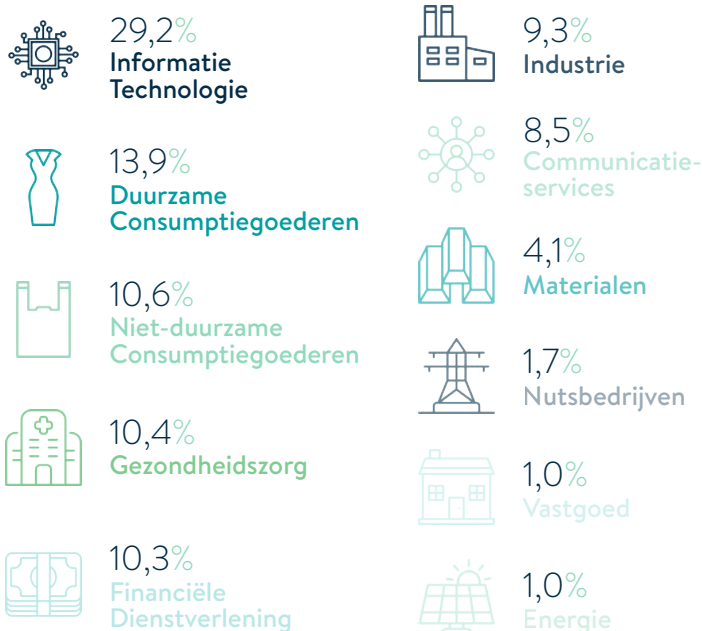 29,2%
Informatie
Technologie
13,9%
Duurzame
Consumptiegoederen
10,6%
Niet-duurzame
Consumptiegoederen
10,4%
Gezondheidszorg
10,3%
Financiële
Dienstverlening
9,3%
Industrie
8,5%
Communicatie-
services
4,1%
Materialen
1,7%
Nutsbedrijven
1,0%
Vastgoed
1,0%
Energie